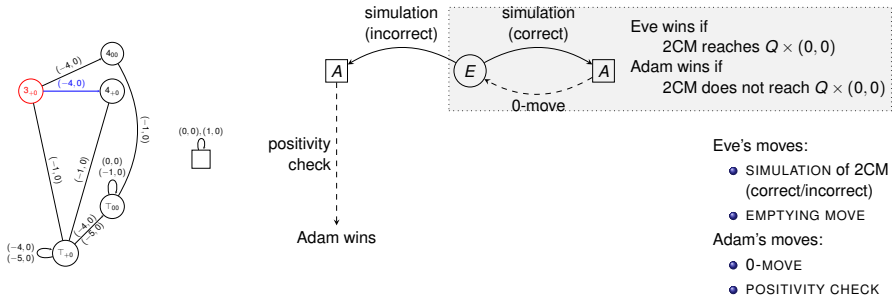 simulation
(incorrect)
simulation
(correct)
Eve wins if
2CM reaches Q × (0, 0)
Adam wins if
2CM does not reach Q × (0, 0)
A
E
A
0-move
positivity
check
Adam wins
Eve's moves:
SIMULATION of 2CM
(correct/incorrect)
EMPTYING MOVE
Adam's moves:
0-MOVE
POSITIVITY CHECK
4₀₀
(−4, 0)
3₊₀
(−4, 0)
4₊₀
(−1, 0)
(0, 0), (1, 0)
(−1, 0)
(−1, 0)
(0, 0)
(−1, 0)
⊤₀₀
(−4, 0)
(−5, 0)
(−4, 0)
(−5, 0)
⊤₊₀